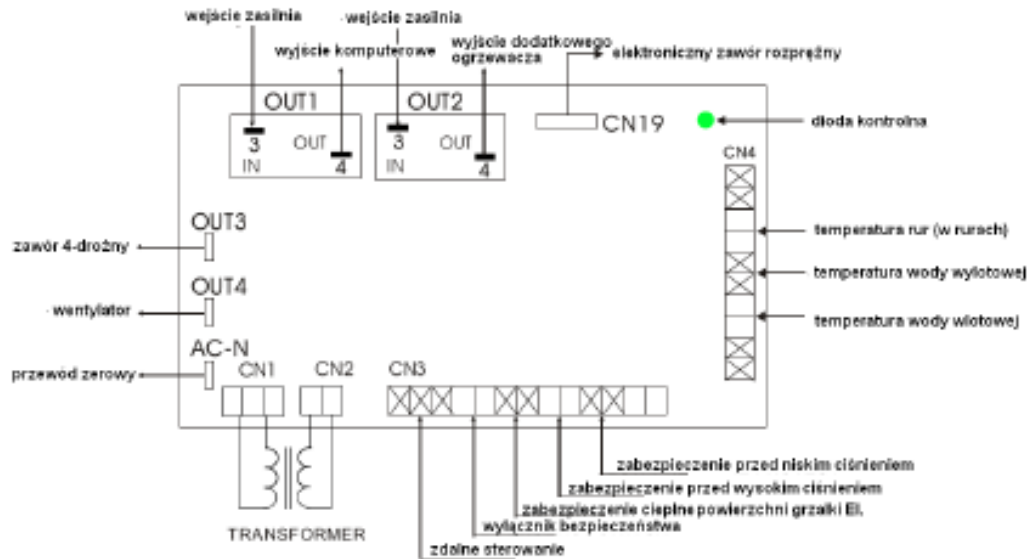 wejście zasilnia
wejście zasilnia
wyjście komputerowe
wyjście dodatkowego
ogrzewacza
elektroniczny zawór rozprężny
OUT1
OUT2
3
IN
OUT
4
3
IN
OUT
4
CN19
dioda kontrolna
CN4
OUT3
zawór 4-drożny
temperatura rur (w rurach)
temperatura wody wylotowej
OUT4
wentylator
temperatura wody wlotowej
AC-N
przewód zerowy
CN1
CN2
CN3
TRANSFORMER
zabezpieczenie przed niskim ciśnieniem
zabezpieczenie przed wysokim ciśnieniem
zabezpieczenie cieplne powierzchni grzałki El.
wyłącznik bezpieczeństwa
zdalne sterowanie